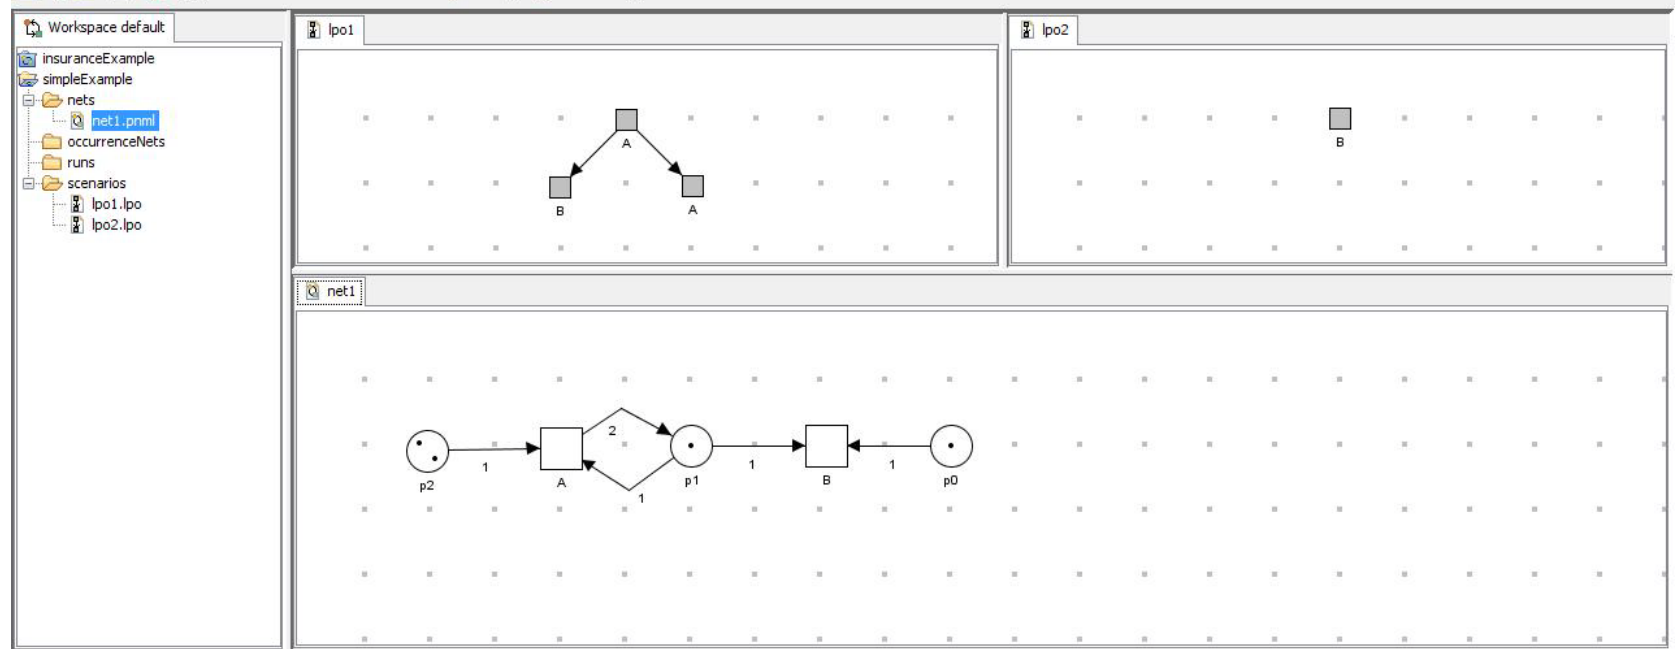 Workspace default
insuranceExample
simpleExample
nets
net1.pnml
occurrenceNets
runs
scenarios
lpo1.lpo
lpo2.lpo
lpo1
A
B
A
lpo2
B
net1
2
1
1
1
1
p2
A
p1
B
p0